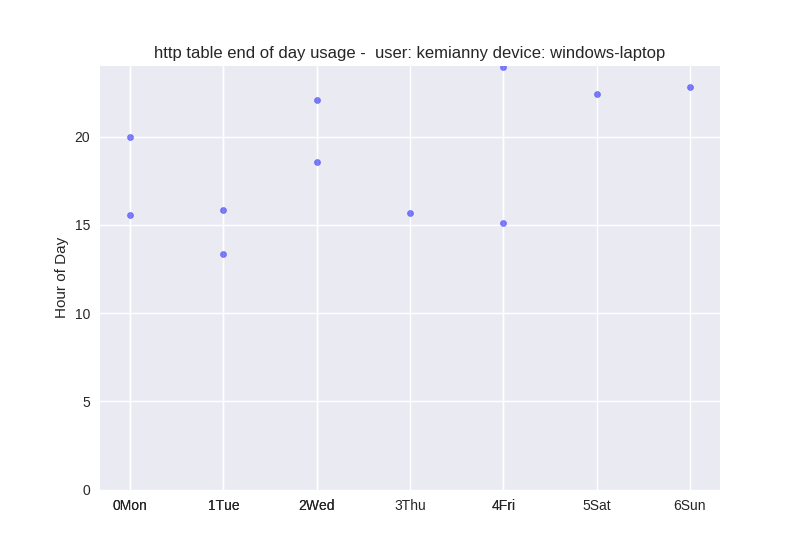 http table end of day usage -  user: kemianny device: windows-laptop
Hour of Day
20
15
10
5
0
0Mon 1Tue 2Wed 3Thu 4Fri 5Sat 6Sun